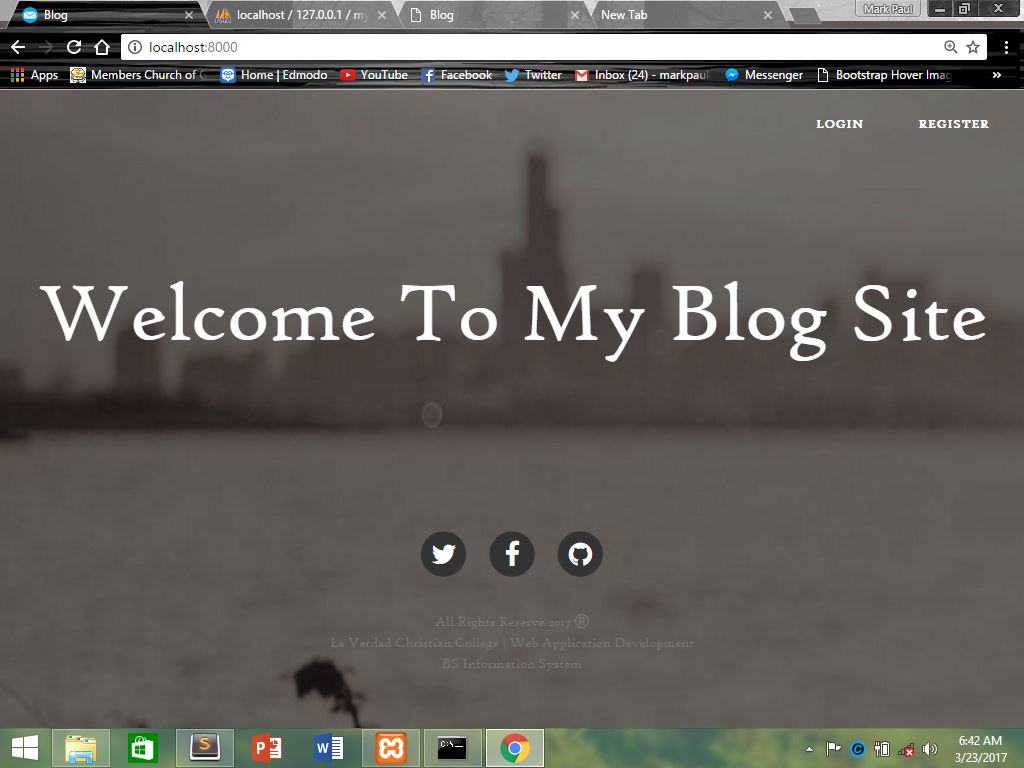 Blog
localhost / 127.0.0.1 / my
Blog
New Tab
Mark Paul
localhost:8000
Apps
Members Church of G
Home | Edmodo
YouTube
Facebook
Twitter
Inbox (24) - markpaul
Messenger
Bootstrap Hover Imag
»
LOGIN
REGISTER
Welcome To My Blog Site
All Rights Reserve 2017 ®
La Verdad Christian College | Web Application Development
BS Information System
6:42 AM
3/23/2017